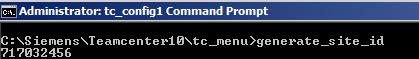 Administrator: tc_config1 Command Prompt
C:\Siemens\Teamcenter10\tc_menu>generate_site_id
717032456